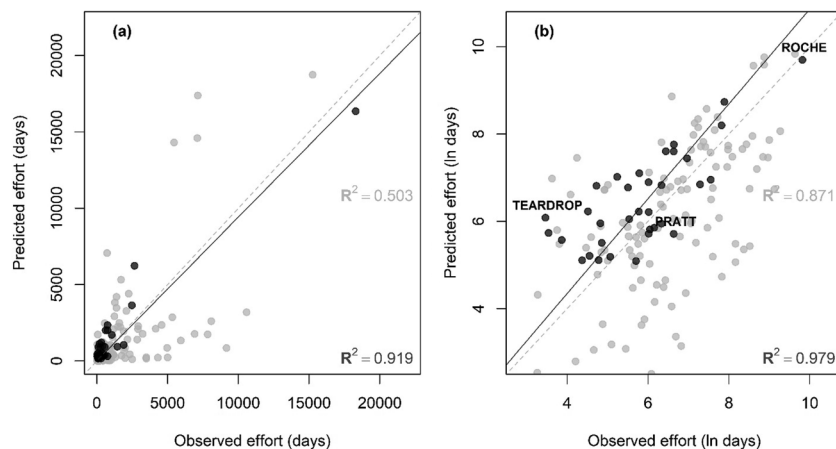 (a)
Predicted effort (days)
20000
15000
10000
5000
0
R² = 0.503
R² = 0.919
0 5000 10000 15000 20000
Observed effort (days)
(b)
Predicted effort (ln days)
10
8
6
4
ROCHE
TEARDROP
PRATT
R² = 0.871
R² = 0.979
4 6 8 10
Observed effort (ln days)